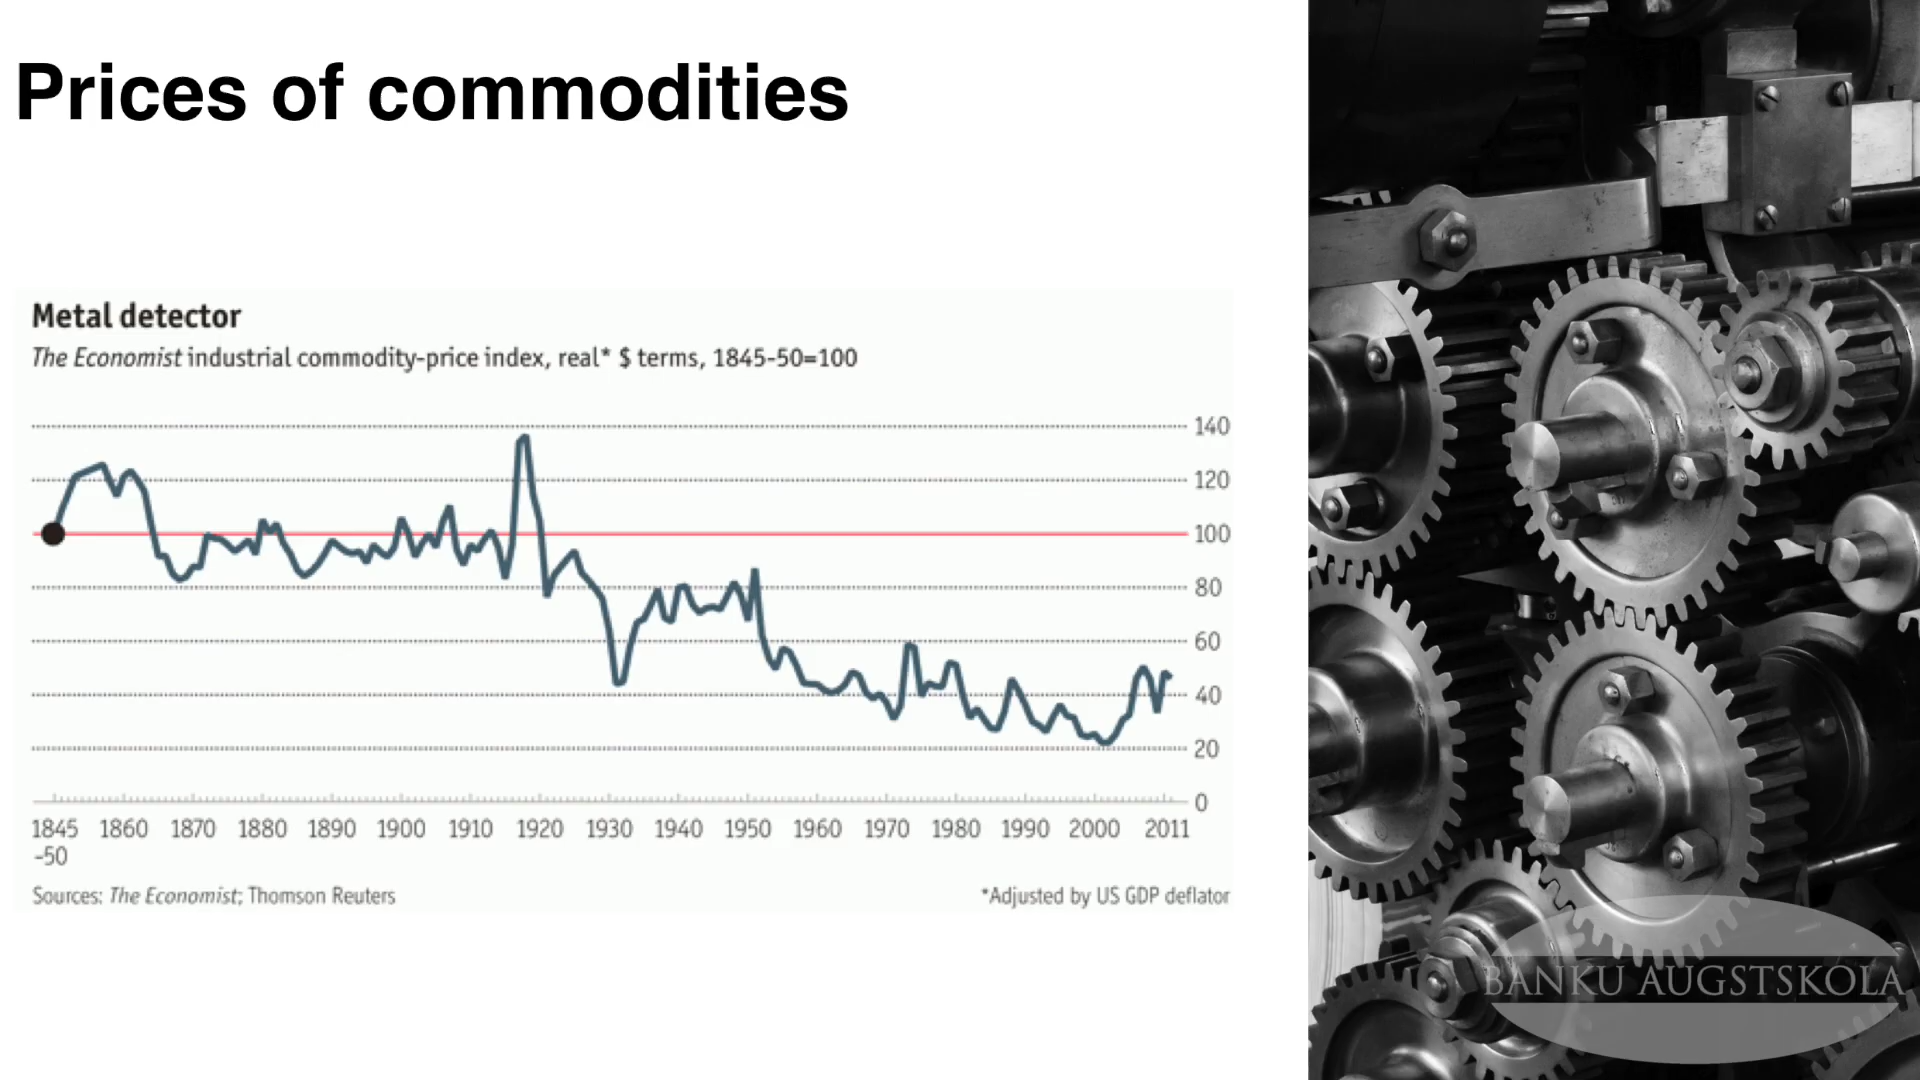 Prices of commodities
Metal detector
The Economist industrial commodity-price index, real* $ terms, 1845-50=100
140
120
100
80
60
40
20
0
1845 1860 1870 1880 1890 1900 1910 1920 1930 1940 1950 1960 1970 1980 1990 2000 2011
-50
Sources: The Economist; Thomson Reuters
*Adjusted by US GDP deflator
BANKU AUGSTSKOLA